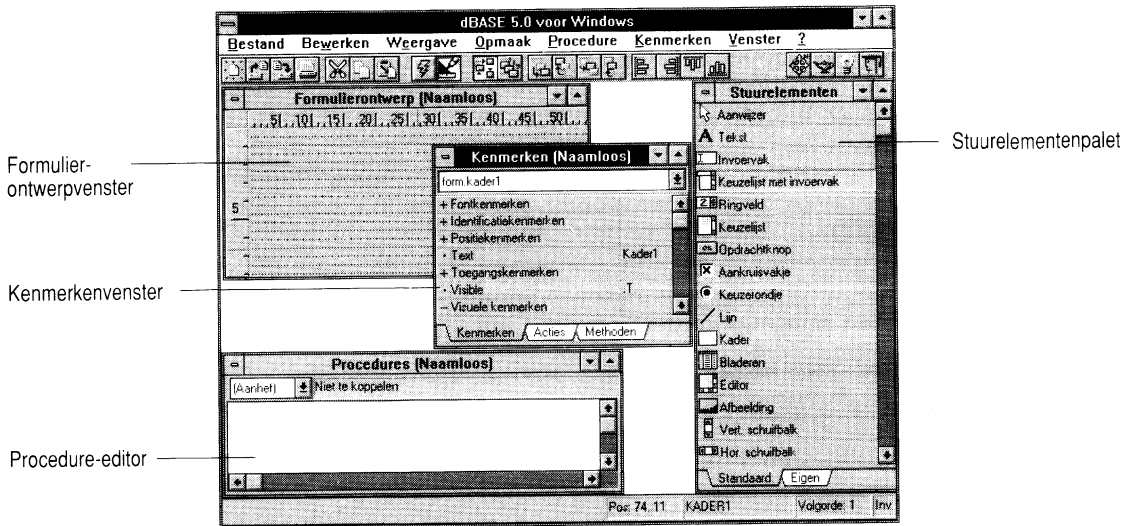 dBASE 5.0 voor Windows
Bestand Bewerken Weergave Opmaak Procedure Kenmerken Venster ?
Formulierontwerp (Naamloos)
5 10 15 20 25 30 35 40 45 50
5
Kenmerken (Naamloos)
form.kader1
+ Fontkenmerken
+ Identificatiekenmerken
+ Positiekenmerken
· Text Kader1
+ Toegangskenmerken
· Visible .T
– Visuele kenmerken
Kenmerken Acties Methoden
Procedures (Naamloos)
(Aanhef) Niet te koppelen
Stuurelementen
Aanwijzer
A Tekst
Invoervak
Keuzelijst met invoervak
Ringveld
Keuzelijst
Opdrachtknop
Aankruisvakje
Keuzerondje
Lijn
Kader
Bladeren
Editor
Afbeelding
Vert. schuifbalk
Hor. schuifbalk
Standaard Eigen
Pos: 74,11 KADER1 Volgorde: 1 Inv
Formulier-
ontwerpvenster
Kenmerkenvenster
Procedure-editor
Stuurelementenpalet